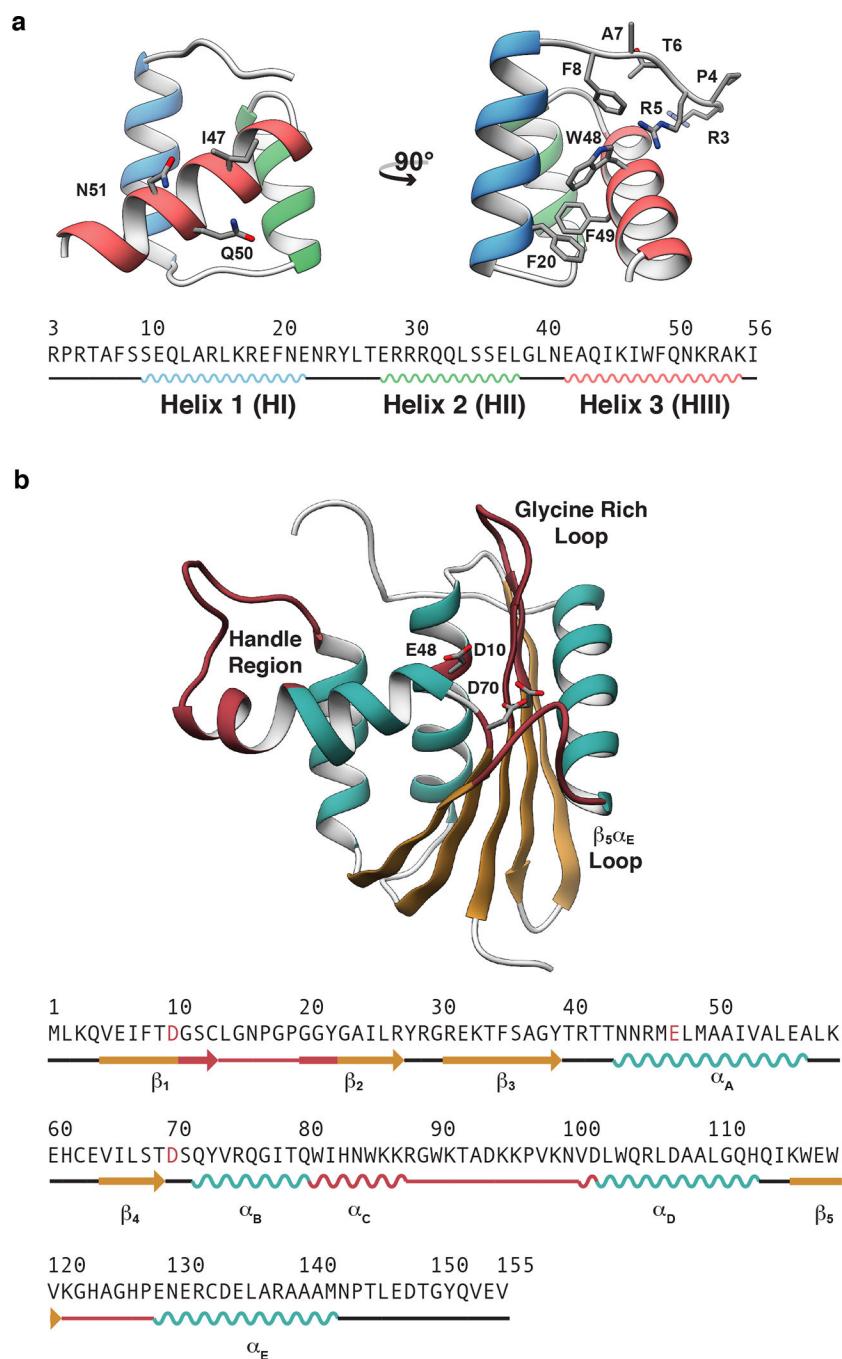 a
A7
T6
F8
P4
R5
I47
90°
W48
R3
N51
Q50
F49
F20
3 10 20 30 40 50 56
RPRTAFSSEQLARLKREFNENRYLTERRRQQLSSELGLNEAQIKIWFQNKRAKI
Helix 1 (HI) Helix 2 (HII) Helix 3 (HIII)
b
Glycine Rich
Loop
Handle
Region
E48 D10
D70
β5αE
Loop
1 10 20 30 40 50
MLKQVEIFTDGSCLGNPGPGGYGAILRYRGREKTFSAGYTRTTNNRMELMAAIVALEALK
β1 β2 β3 αA
60 70 80 90 100 110
EHCEVILSTDSQYVRQGITQWIHNWKKRGWKTADKKPVKNVDLWQRLDAALGQHQIKWEW
β4 αB αC αD β5
120 130 140 150 155
VKGHAGHPENERCDELARAAAMNPTLEDTGYQVEV
αE